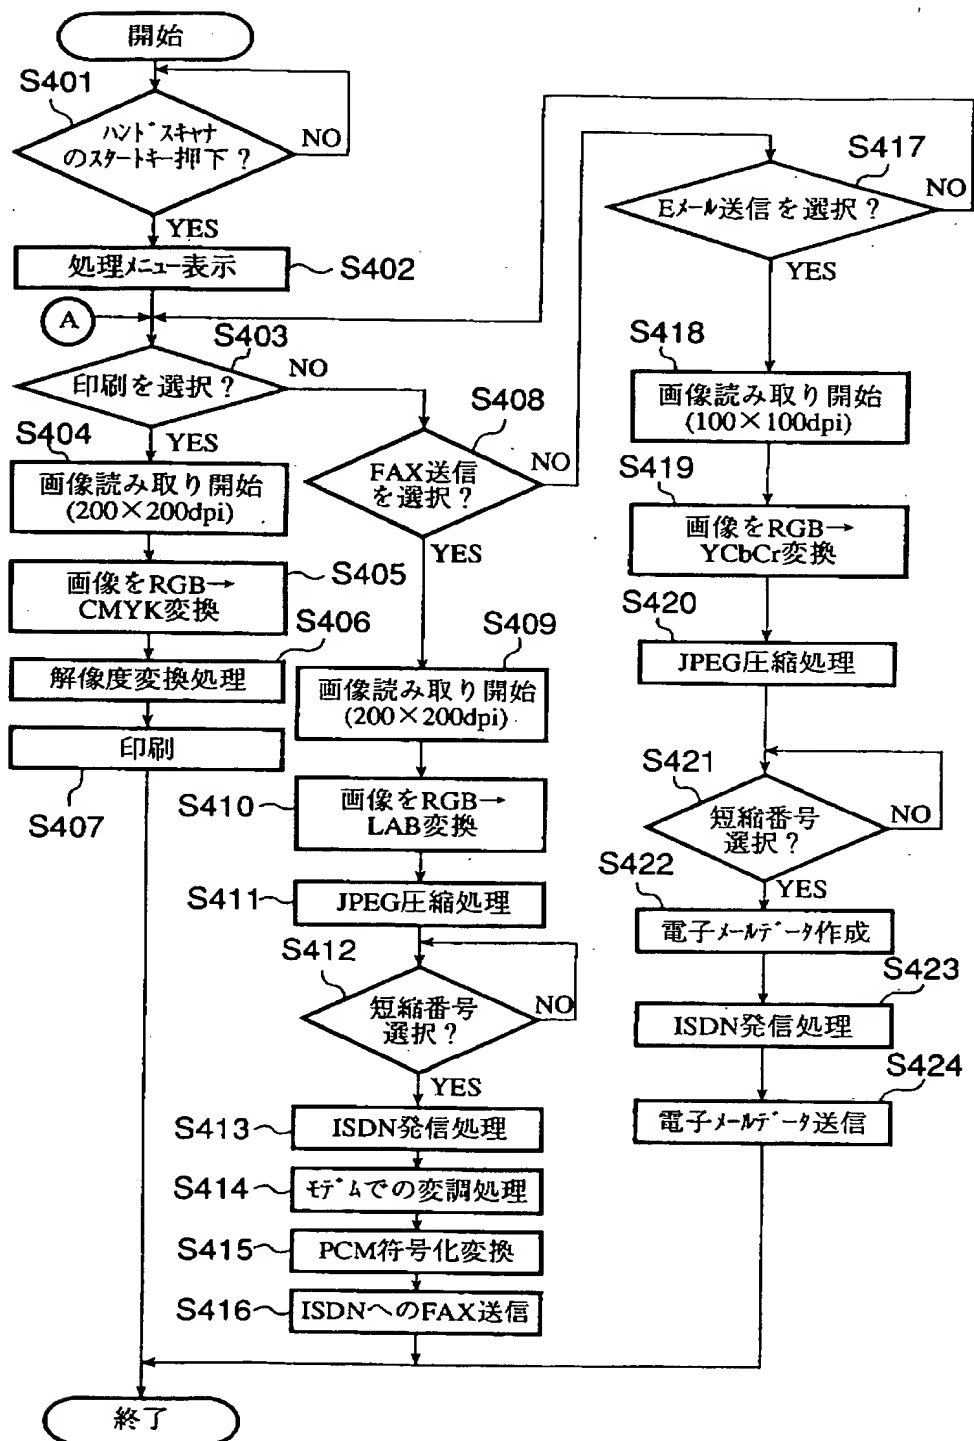 開始
S401
ハンドスキャナ
のスタートキー押下?
NO
YES
処理メニュー表示
S402
A
S403
印刷を選択?
NO
YES
S404
画像読み取り開始
(200×200dpi)
画像をRGB→
CMYK変換
S405
S406
解像度変換処理
印刷
S407
S408
FAX送信
を選択?
NO
YES
S409
画像読み取り開始
(200×200dpi)
S410
画像をRGB→
LAB変換
S411
JPEG圧縮処理
S412
短縮番号
選択?
NO
YES
S413
ISDN発信処理
S414
モデムでの変調処理
S415
PCM符号化変換
S416
ISDNへのFAX送信
S417
Eメール送信を選択?
NO
YES
S418
画像読み取り開始
(100×100dpi)
S419
画像をRGB→
YCbCr変換
S420
JPEG圧縮処理
S421
短縮番号
選択?
NO
YES
S422
電子メールデータ作成
S423
ISDN発信処理
S424
電子メールデータ送信
終了